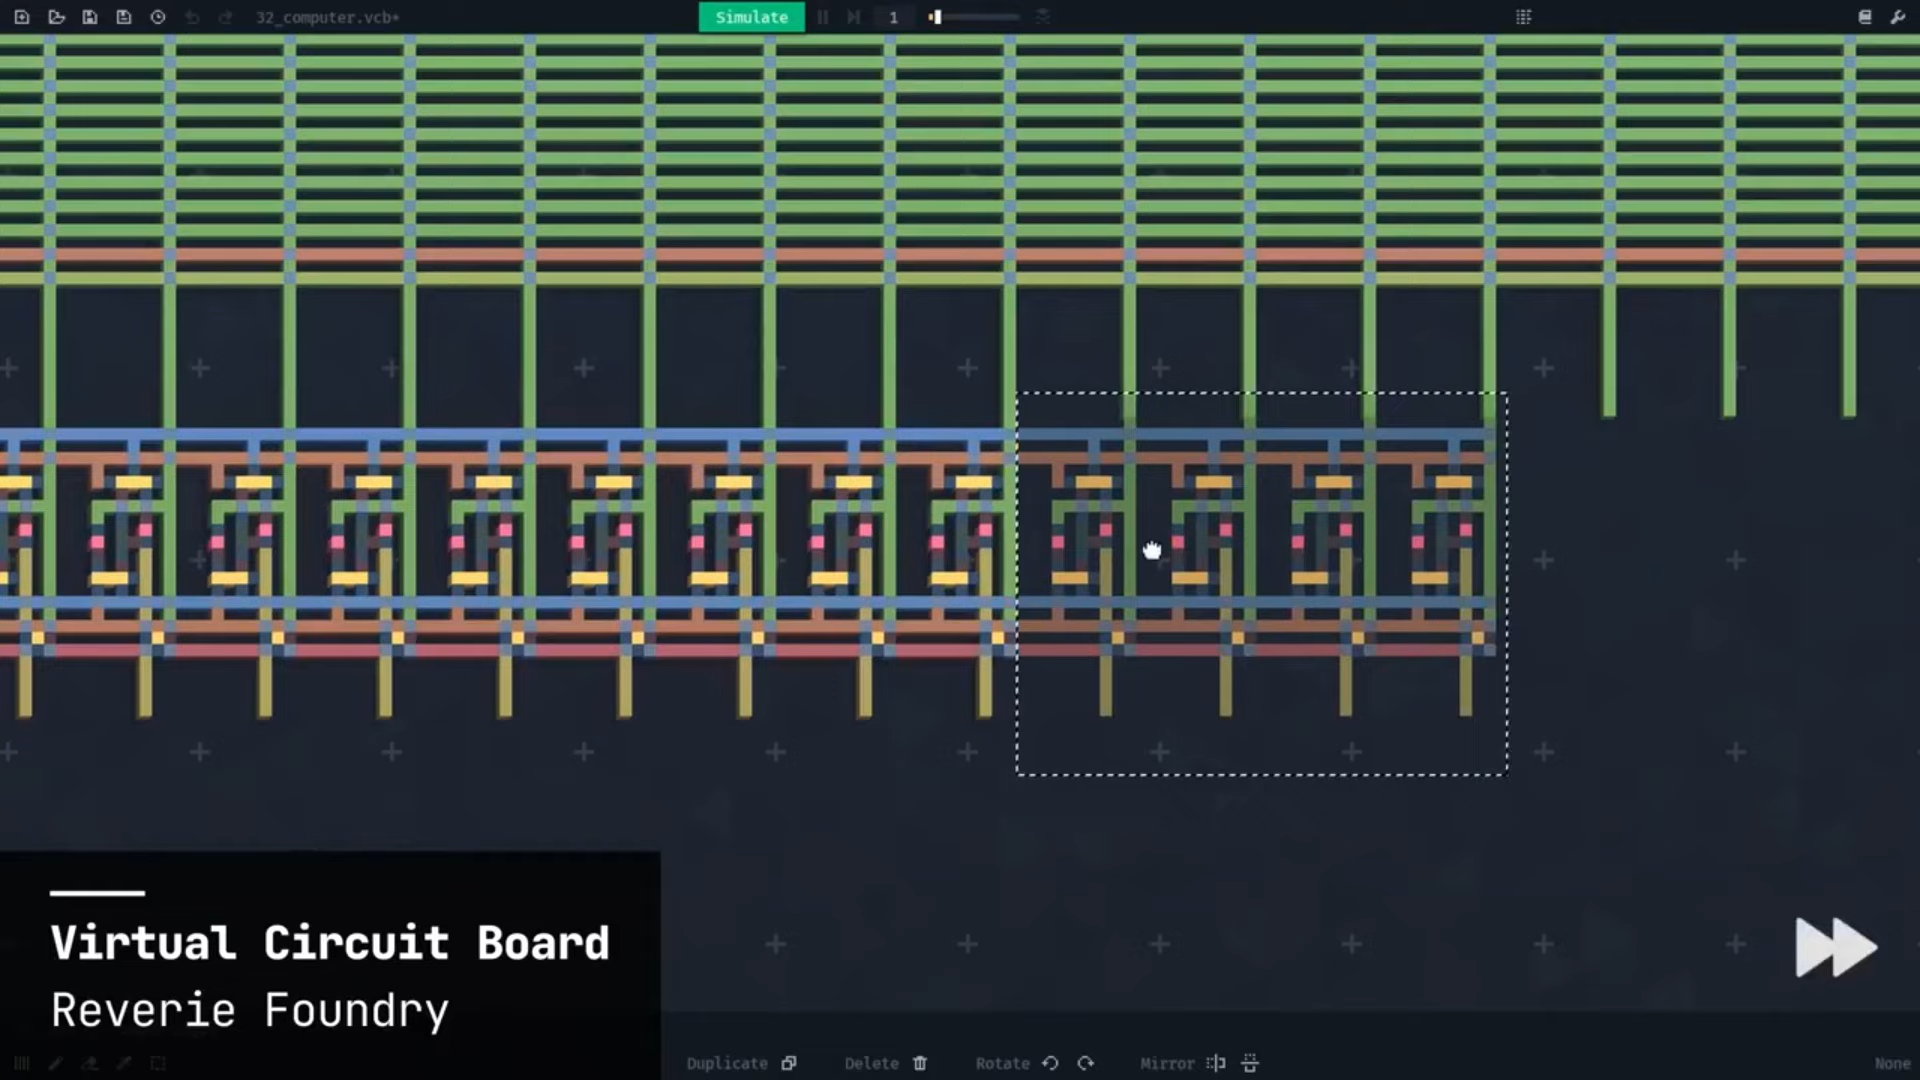 32_computer.vcb*
Simulate
1
Virtual Circuit Board
Reverie Foundry
Duplicate
Delete
Rotate
Mirror
None